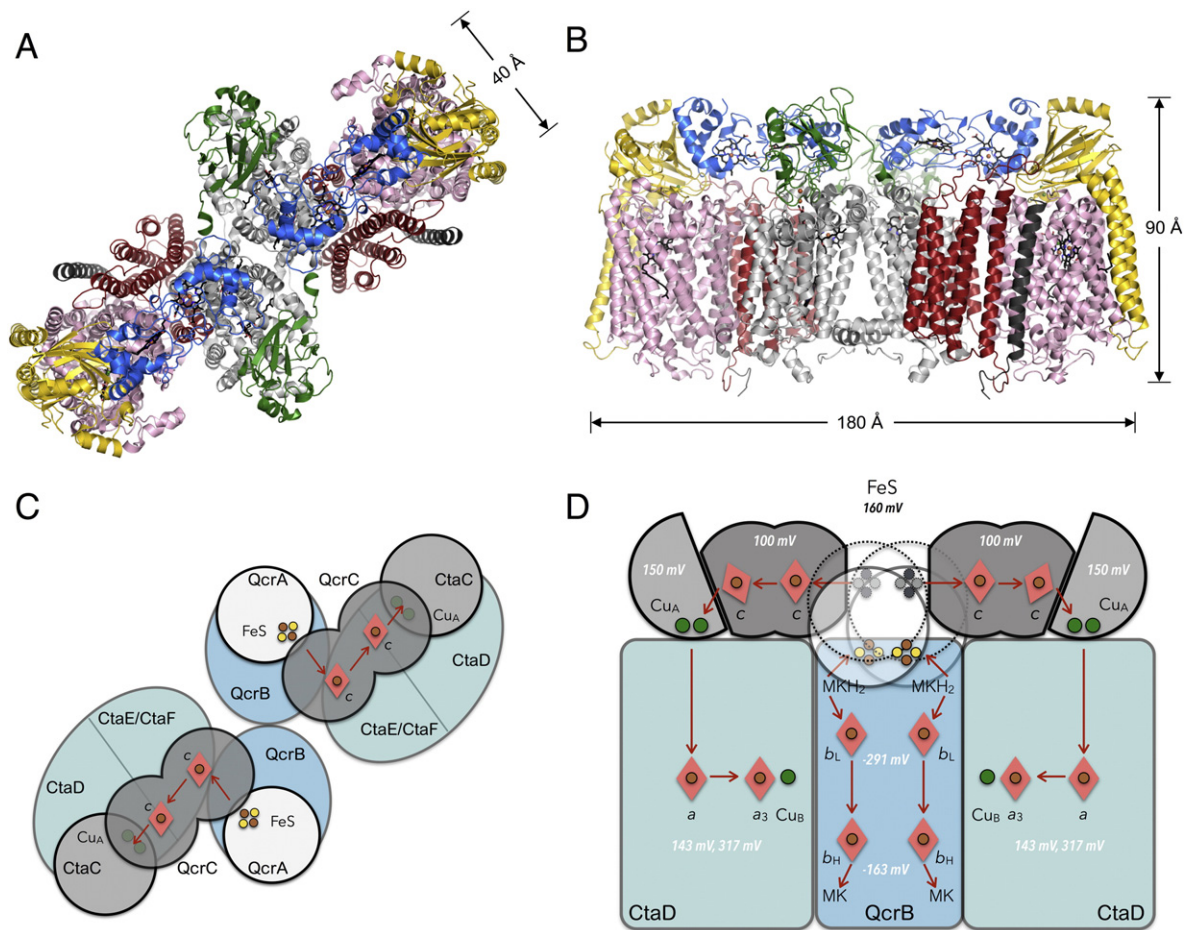 A
40 Å
B
90 Å
180 Å
C
QcrA
QcrC
CtaC
CuA
FeS
c
CtaD
QcrB
c
CtaE/CtaF
CtaE/CtaF
QcrB
c
CtaD
c
CuA
FeS
CtaC
QcrC
QcrA
D
FeS
160 mV
100 mV
100 mV
150 mV
150 mV
CuA
c
c
c
c
CuA
MKH2
MKH2
bL
-291 mV
bL
a
a3
CuB
CuB
a3
a
143 mV, 317 mV
bH
-163 mV
bH
143 mV, 317 mV
MK
MK
CtaD
QcrB
CtaD